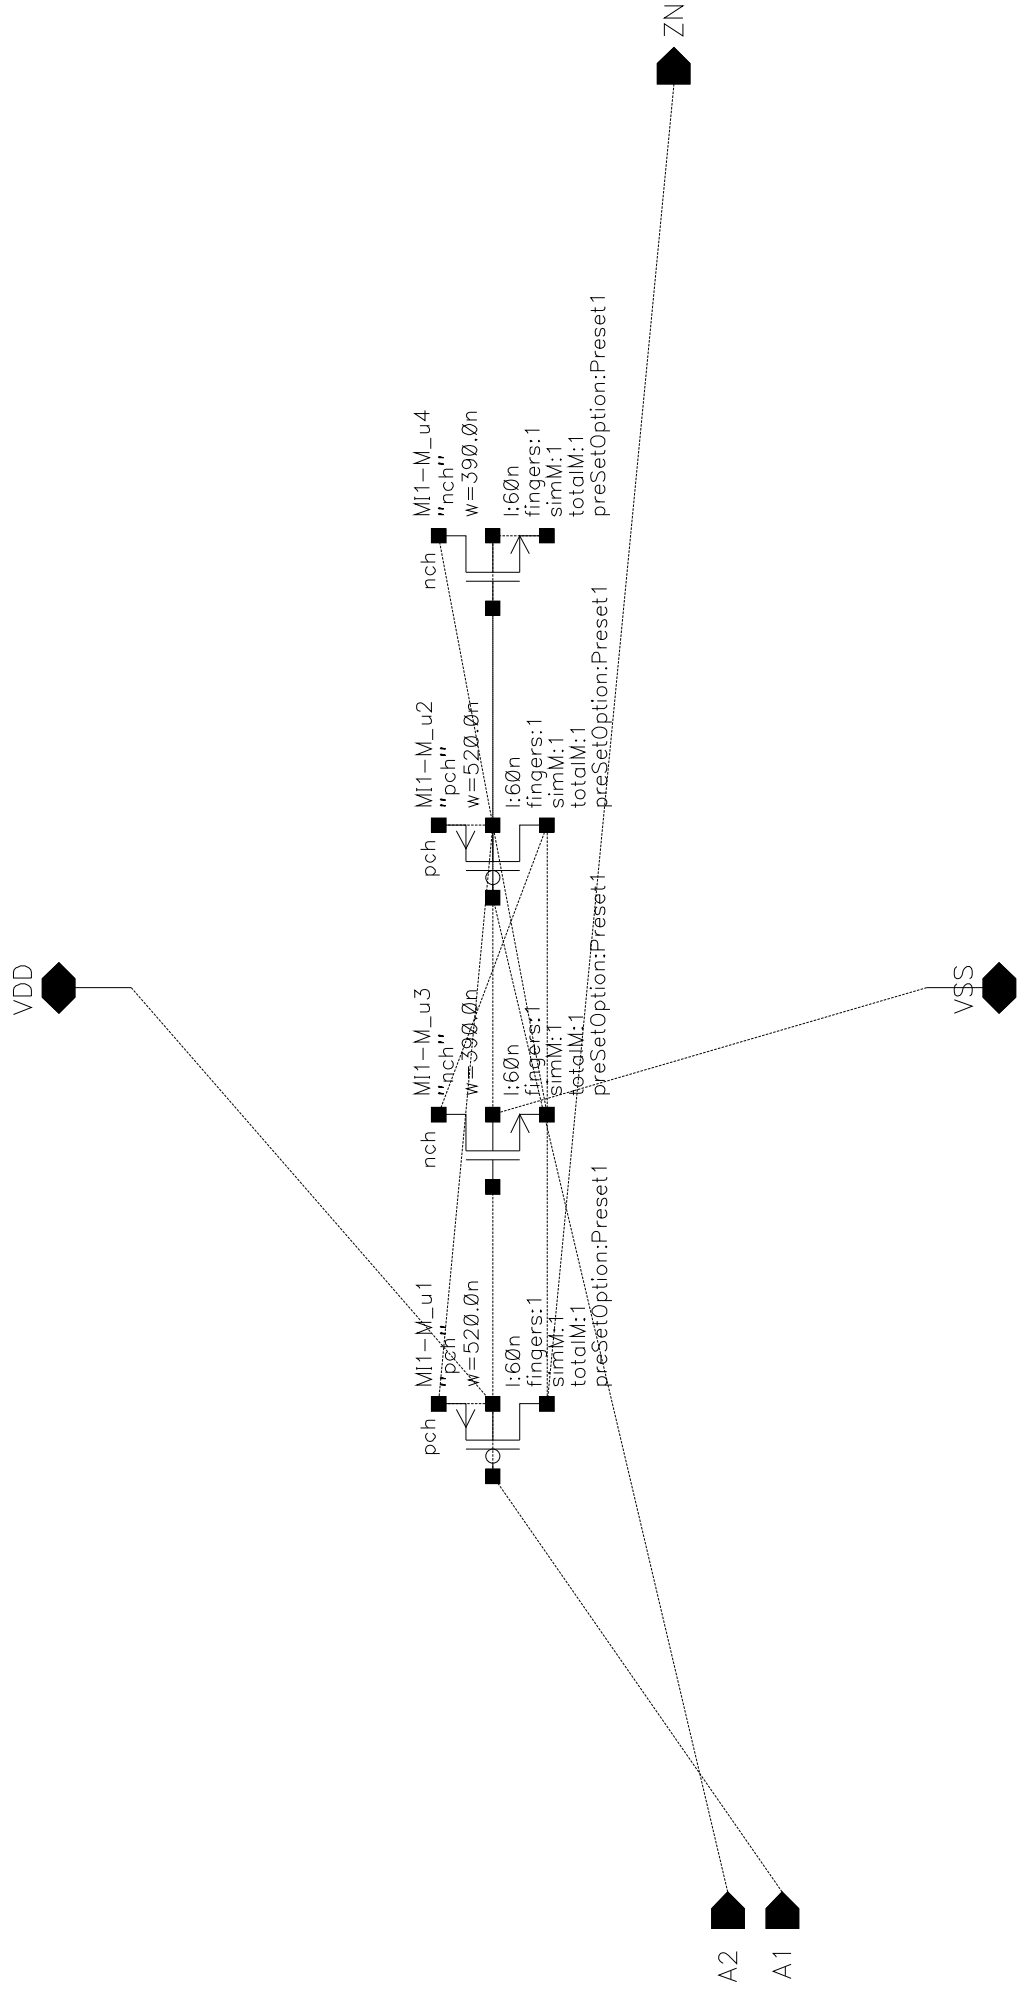 ZN
MI1-M_u4
"nch"
w=390.0n
l:60n
fingers:1
simM:1
totalM:1
preSetOption:Preset1
nch
MI1-M_u2
"pch"
w=520.0n
l:60n
fingers:1
simM:1
totalM:1
preSetOption:Preset1
pch
VDD
VSS
MI1-M_u3
"nch"
w=390.0n
l:60n
fingers:1
simM:1
totalM:1
preSetOption:Preset1
nch
MI1-M_u1
"pch"
w=520.0n
l:60n
fingers:1
simM:1
totalM:1
preSetOption:Preset1
pch
A2
A1